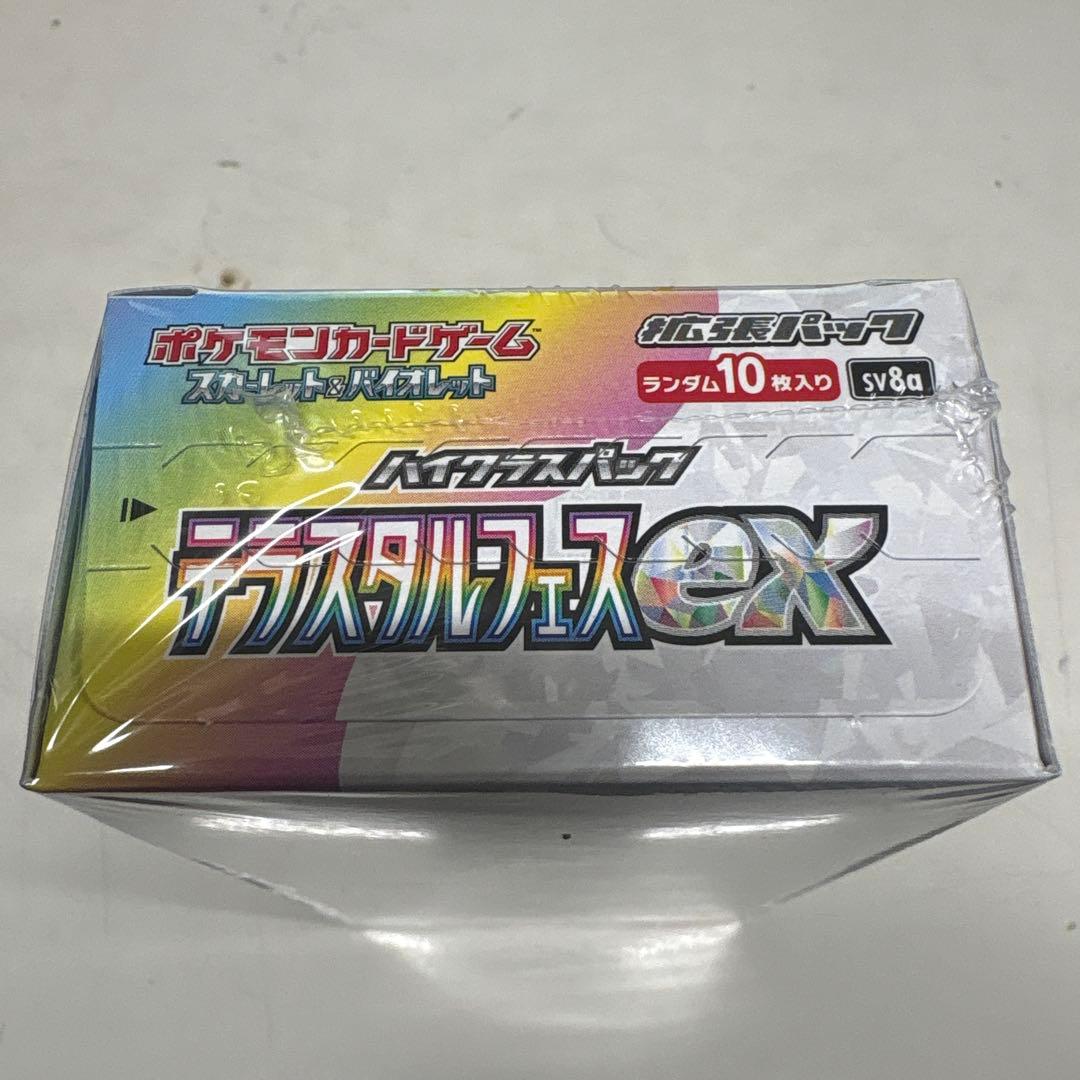 ポケモンカードゲーム™
スカーレット&バイオレット
拡張パック
ランダム10枚入り SV8a
ハイクラスパック
テラスタルフェスex